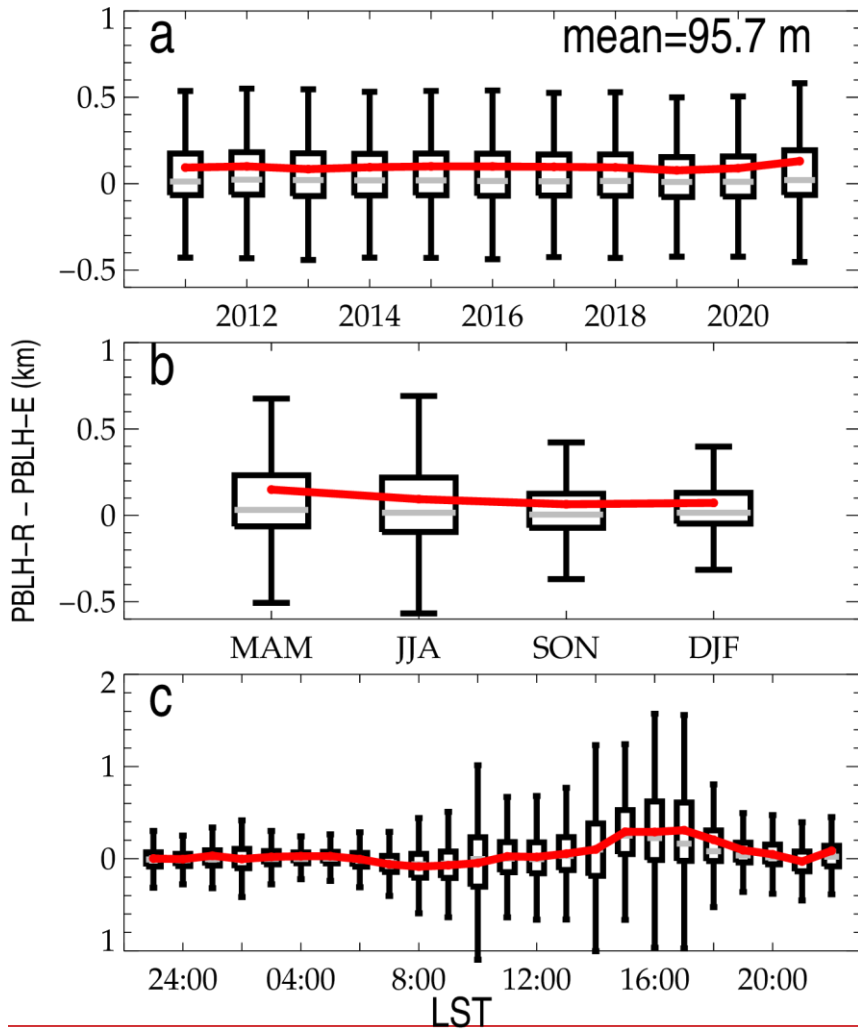 1
a
mean=95.7 m
0.5
0
−0.5
2012 2014 2016 2018 2020
PBLH−R − PBLH−E (km)
1
b
0.5
0
−0.5
MAM JJA SON DJF
2
c
1
0
1
24:00 04:00 8:00 12:00 16:00 20:00
LST